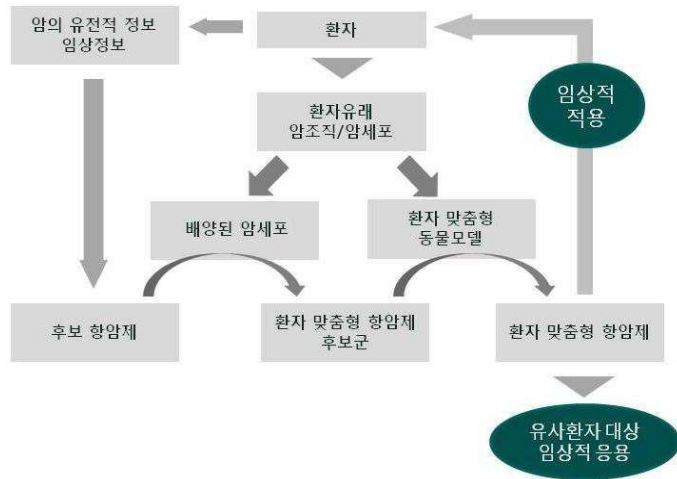 암의 유전적 정보
임상정보
환자
임상적
적용
환자유래
암조직/암세포
배양된 암세포
환자 맞춤형
동물모델
후보 항암제
환자 맞춤형 항암제
후보군
환자 맞춤형 항암제
유사환자 대상
임상적 응용